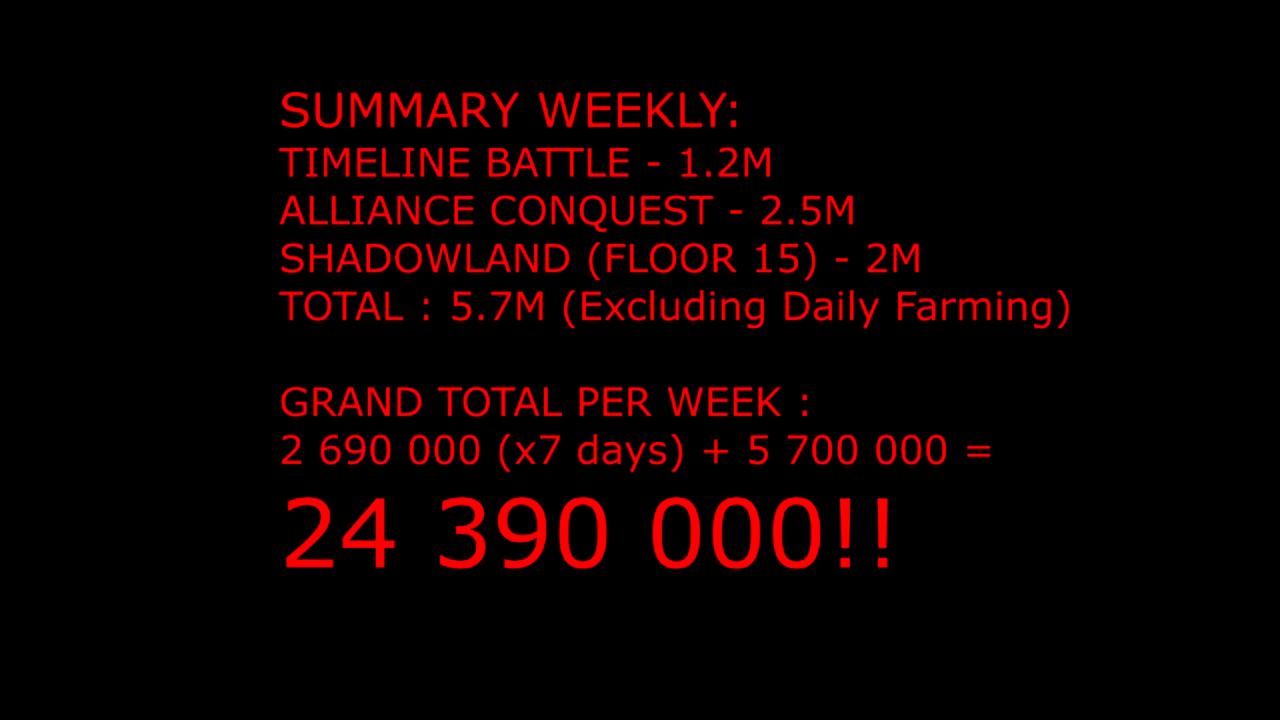 SUMMARY WEEKLY:
TIMELINE BATTLE - 1.2M
ALLIANCE CONQUEST - 2.5M
SHADOWLAND (FLOOR 15) - 2M
TOTAL : 5.7M (Excluding Daily Farming)
GRAND TOTAL PER WEEK :
2 690 000 (x7 days) + 5 700 000 =
24 390 000!!